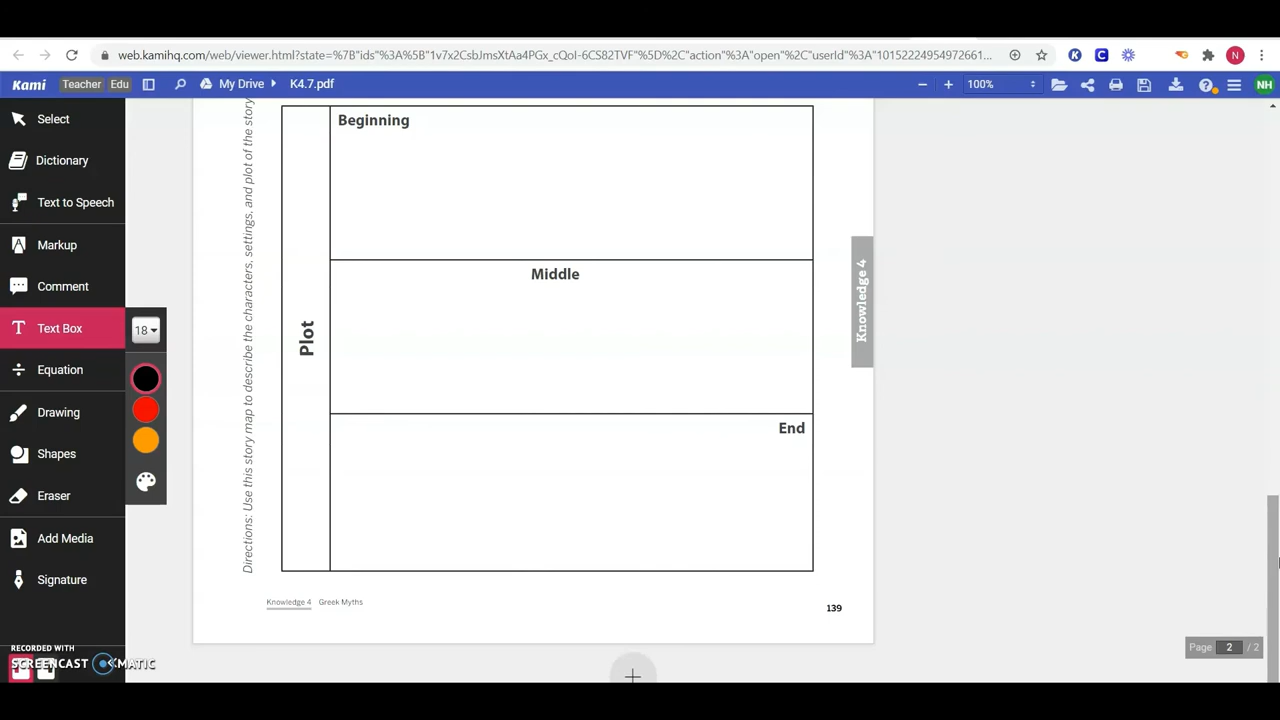 web.kamihq.com/web/viewer.html?state=%7B"ids"%3A%5B"1v7x2CsbJmsXtAa4PGx_cQoI-6CS82TVF"%5D%2C"action"%3A"open"%2C"userId"%3A"10152224954972661...
N
Kami Teacher Edu My Drive K4.7.pdf 100% NH
Select
Dictionary
Text to Speech
Markup
Comment
Text Box
18
Equation
Drawing
Shapes
Eraser
Add Media
Signature
RECORDED WITH
SCREENCAST MATIC
Directions: Use this story map to describe the characters, settings, and plot of the story
Plot
Beginning
Middle
End
Knowledge 4
Knowledge 4 Greek Myths
139
Page 2 / 2